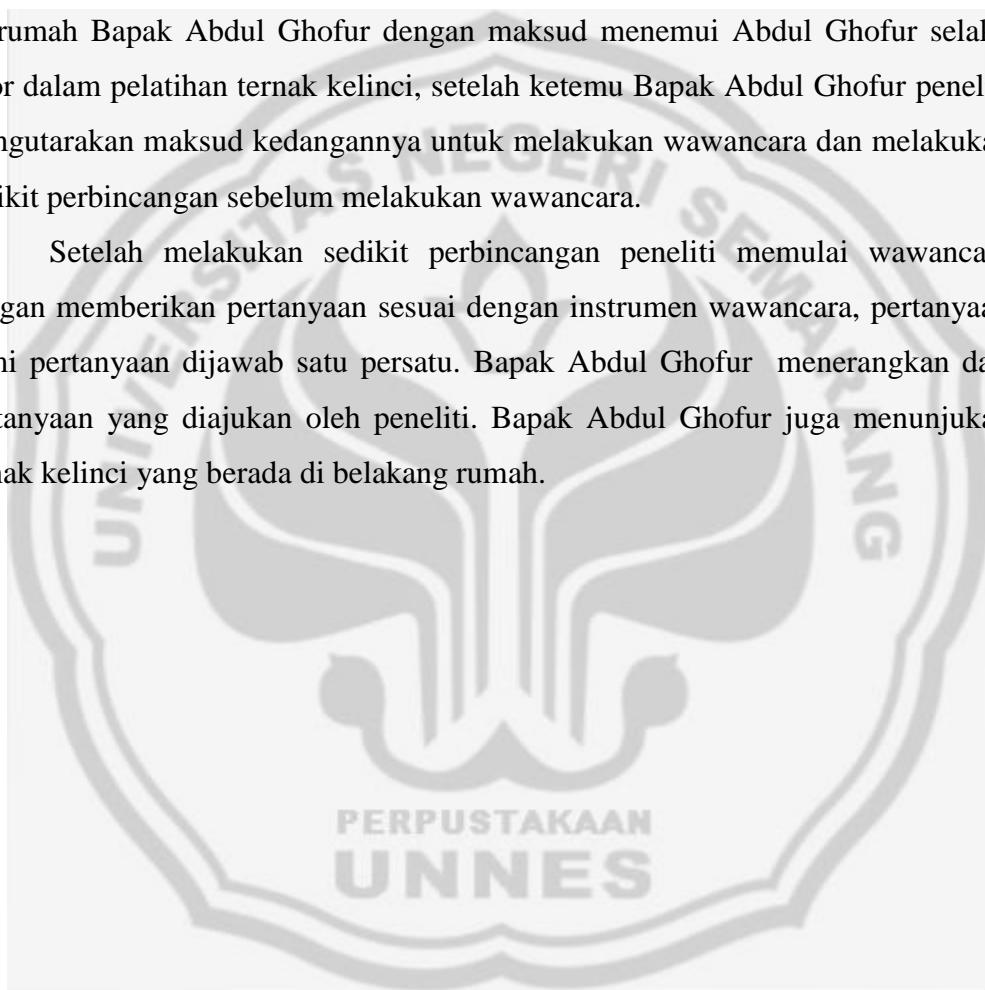 rumah Bapak Abdul Ghofur dengan maksud menemui Abdul Ghofur selak
or dalam pelatihan ternak kelinci, setelah ketemu Bapak Abdul Ghofur penel
ngutarakan maksud kedangannya untuk melakukan wawancara dan melakuka
ikit perbincangan sebelum melakukan wawancara.
Setelah melakukan sedikit perbincangan peneliti memulai wawanca
gan memberikan pertanyaan sesuai dengan instrumen wawancara, pertanyaa
ni pertanyaan dijawab satu persatu. Bapak Abdul Ghofur menerangkan da
tanyaan yang diajukan oleh peneliti. Bapak Abdul Ghofur juga menunjuka
nak kelinci yang berada di belakang rumah.
UNIVERSITAS NEGERI SEMARANG
PERPUSTAKAAN
UNNES